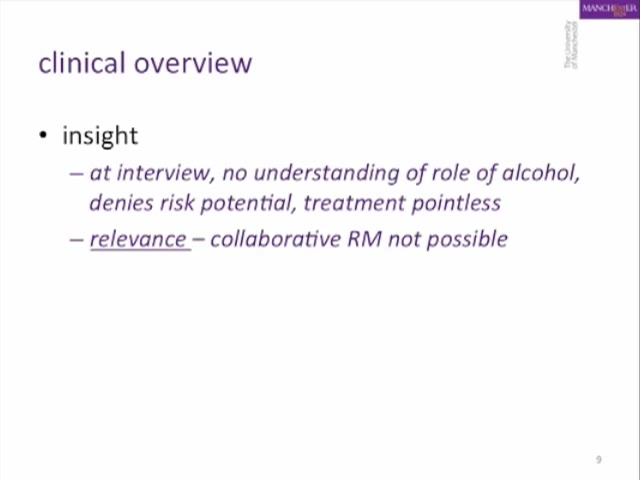 MANCHESTER
1824
The University
of Manchester
clinical overview
• insight
– at interview, no understanding of role of alcohol,
denies risk potential, treatment pointless
– relevance – collaborative RM not possible
9